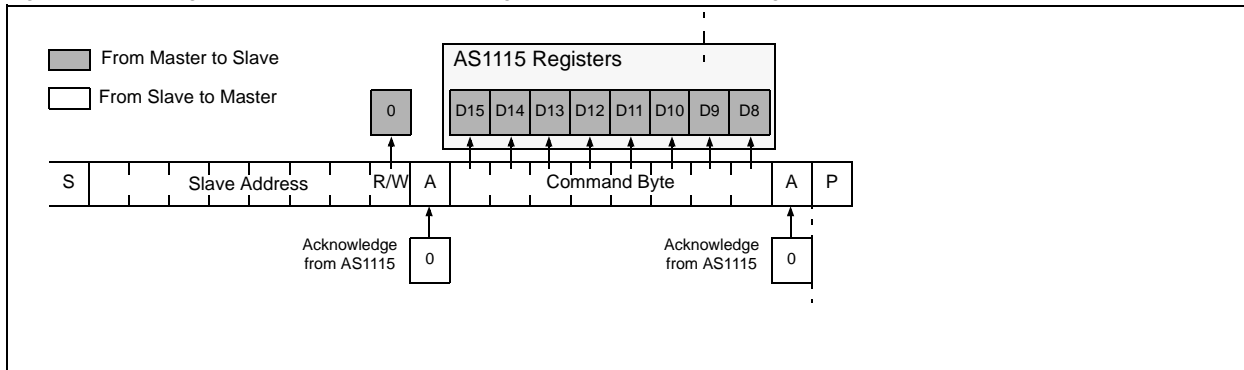 From Master to Slave
From Slave to Master
AS1115 Registers
0
D15 D14 D13 D12 D11 D10 D9 D8
S Slave Address R/W A Command Byte A P
Acknowledge
from AS1115
0
Acknowledge
from AS1115
0